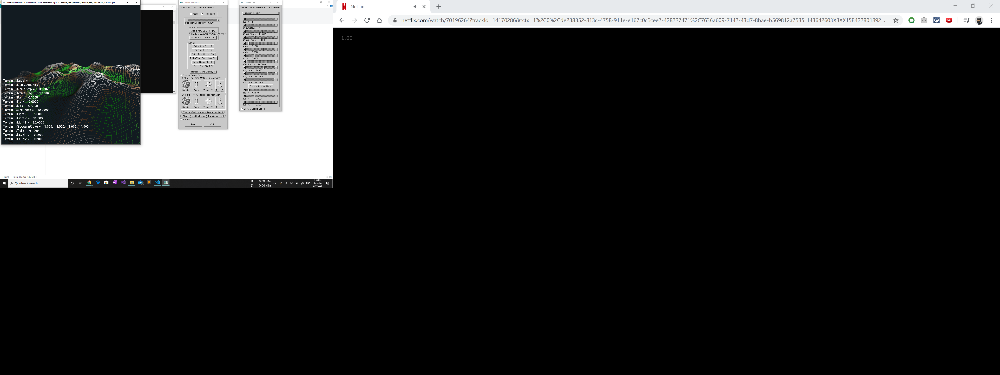 D:\Study Material\2020-Winter\CS557 Computer Graphics Shaders\Assignments\Final Project\FinalProject_Akash Agar...
Terrain : uLevel = 1
Terrain : uNumOctaves = 1
Terrain : uNoiseAmp = 8.3232
Terrain : uNoiseFreq = 1.0000
Terrain : uKa = 0.1000
Terrain : uKd = 0.6000
Terrain : uKs = 0.3000
Terrain : uShininess = 10.0000
Terrain : uLightX = 5.0000
Terrain : uLightY = 10.0000
Terrain : uLightZ = 20.0000
Terrain : uSpecularColor = 1.000, 1.000, 1.000, 1.000
Terrain : uTol = 0.1000
Terrain : uLevel1 = 0.3000
Terrain : uLevel2 = 0.5000
GLman Main User I...
GLman Main User Interface Window
Axes Perspective
Background Intensity = 0.1294
GLIB File
Load a new GLIB File [^L]
D:\Study Material\2020-Winter\CS557 C
Reload the GLIB File [^R]
Editing
Edit a Glib File [^G]
Edit a Vert File [^V]
Edit a Tess Control File
Edit a Tess Evaluation File
Edit a Geom File [^E]
Edit a Frag File [^F]
Hardcopy and Display +
Display Frame Rate
Global (Projection Matrix) Transformation
Rotation Scale Trans XY Trans Z
Eye (ModelView Matrix) Transformation
Rotation Scale Trans XY Trans Z
Texture (Texture Matrix) Transformation +
Object (Individual Matrix) Transformation +
Verbose
Reset Quit
GLman Sha...
GLman Shader Parameter User Interface
Program: Terrain
uLevel = 1
uNumOctaves = 1
uNoiseAmp = 8.3232
uNoiseFreq = 1.0000
uKa = 0.1000
uKd = 0.6000
uKs = 0.3000
uShininess = 10.0000
uLightX = 5.0000
uLightY = 10.0000
uLightZ = 20.0000
Color: uSpecularColor
uTol = 0.1000
uLevel1 = 0.3000
uLevel2 = 0.5000
Show Variable Labels
5 items 1 item selected 6.60 MB
Type here to search
U: 0.00 kB/s
D: 0.04 kB/s
ENG
4:35 PM
Saturday
3/14/2020
Netflix
netflix.com/watch/70196264?trackId=14170286&tctx=1%2C0%2Cde238852-813c-4758-911e-e167c0c6cee7-428227471%2C7636a609-7142-43d7-8bae-b569812a7535_143642603X3XX158422801892...
1.00